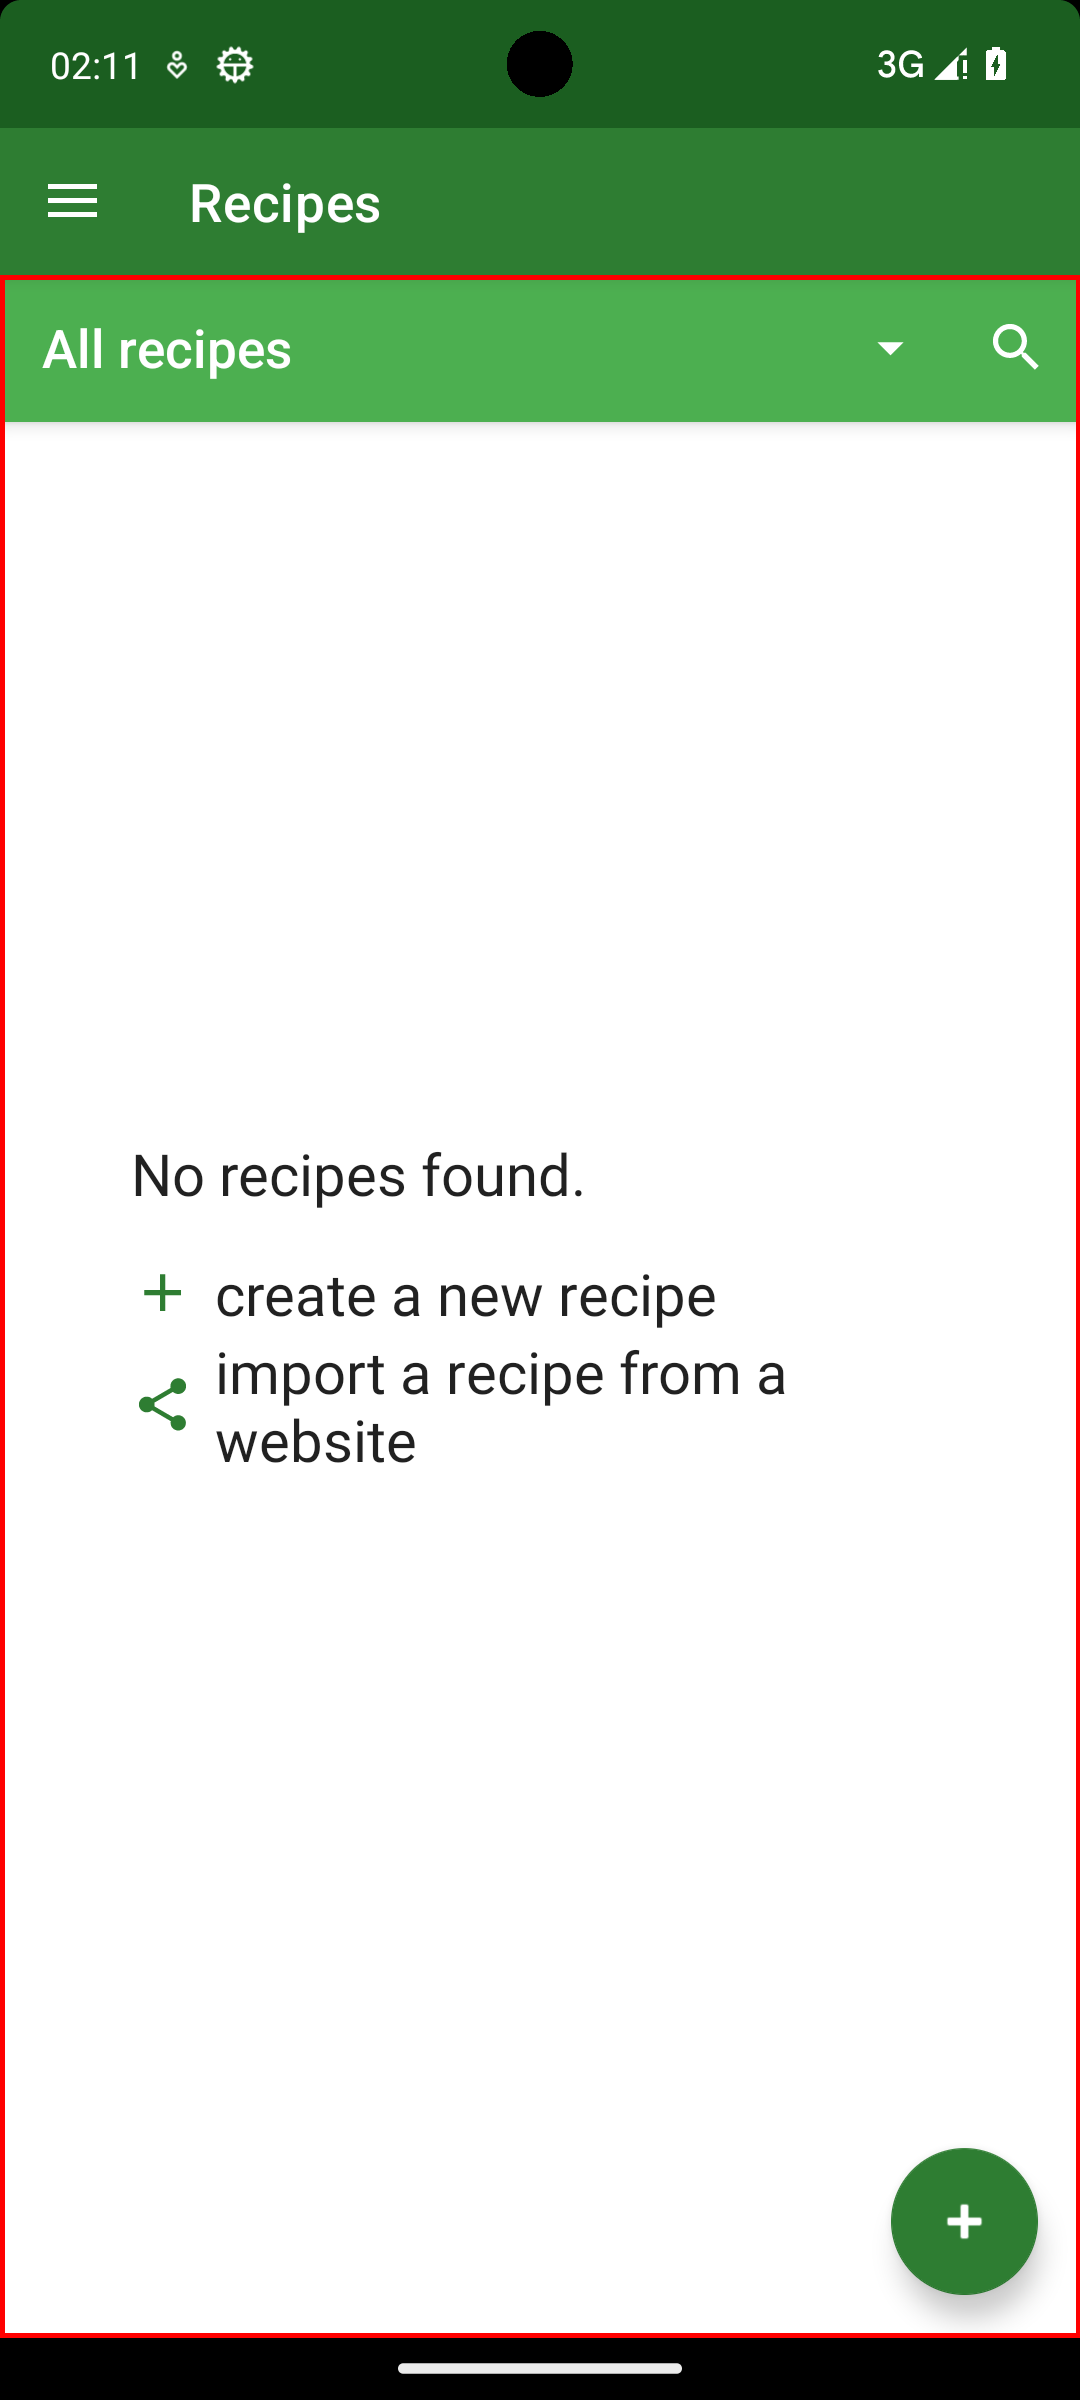 02:11
3G
Recipes
All recipes
No recipes found.
create a new recipe
import a recipe from a
website